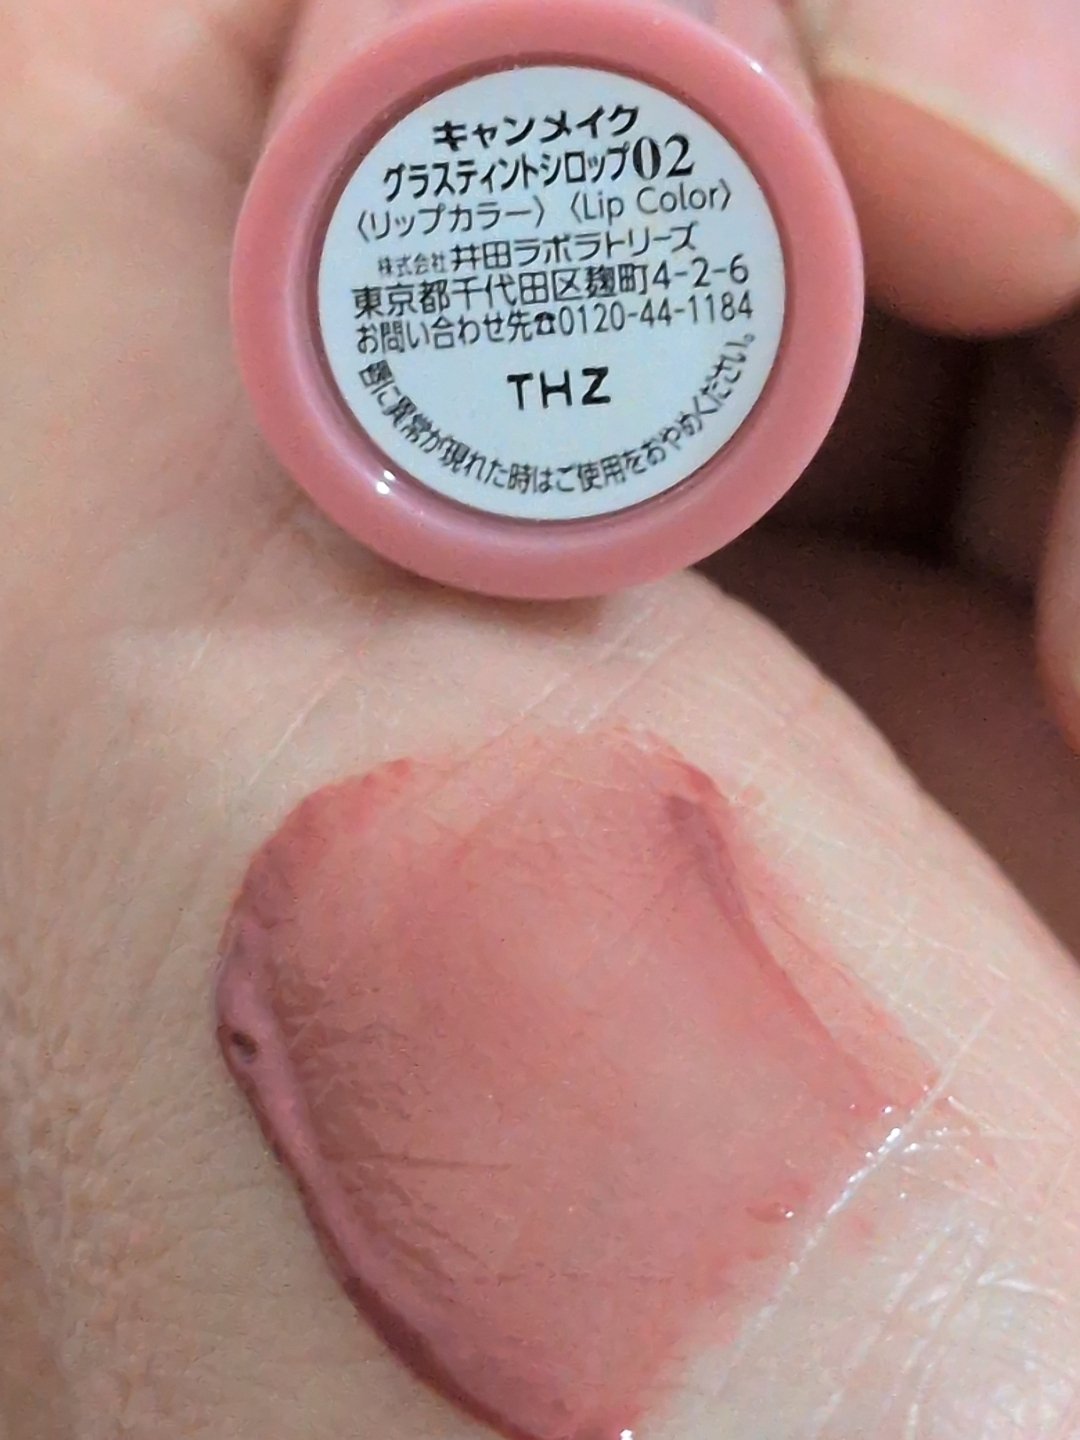 キャンメイク
グラスティントシロップ02
〈リップカラー〉〈Lip Color〉
株式会社井田ラボラトリーズ
東京都千代田区麹町4-2-6
お問い合わせ先☎0120-44-1184
THZ
唇に異常が現れた時はご使用をおやめください。